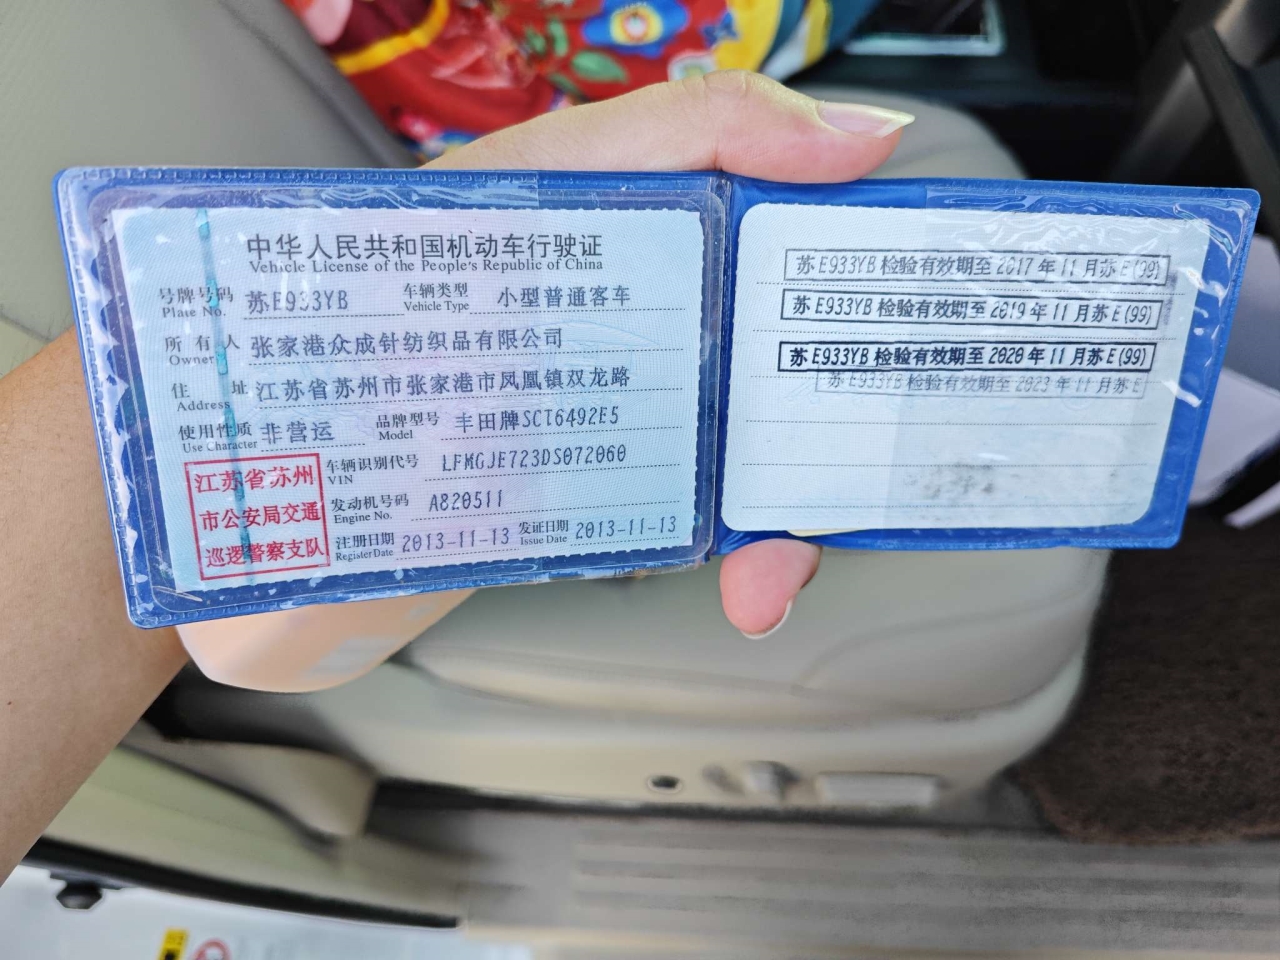 中华人民共和国机动车行驶证
Vehicle License of the People's Republic of China
号牌号码 苏E933YB 车辆类型 小型普通客车
Plate No. Vehicle Type
所有人 张家港众成针纺织品有限公司
Owner
住址 江苏省苏州市张家港市凤凰镇双龙路
Address
使用性质 非营运 品牌型号 丰田牌SCT6492E5
Use Character Model
江苏省苏州
市公安局交通
巡逻警察支队
车辆识别代号 LFMGJE723DS072060
VIN
发动机号码 A820511
Engine No.
注册日期 2013-11-13 发证日期 2013-11-13
Register Date Issue Date
苏E933YB检验有效期至2017年11月苏E(99)
苏E933YB检验有效期至2019年11月苏E(99)
苏E933YB检验有效期至2020年11月苏E(99)
苏E933YB检验有效期至2023年11月苏E